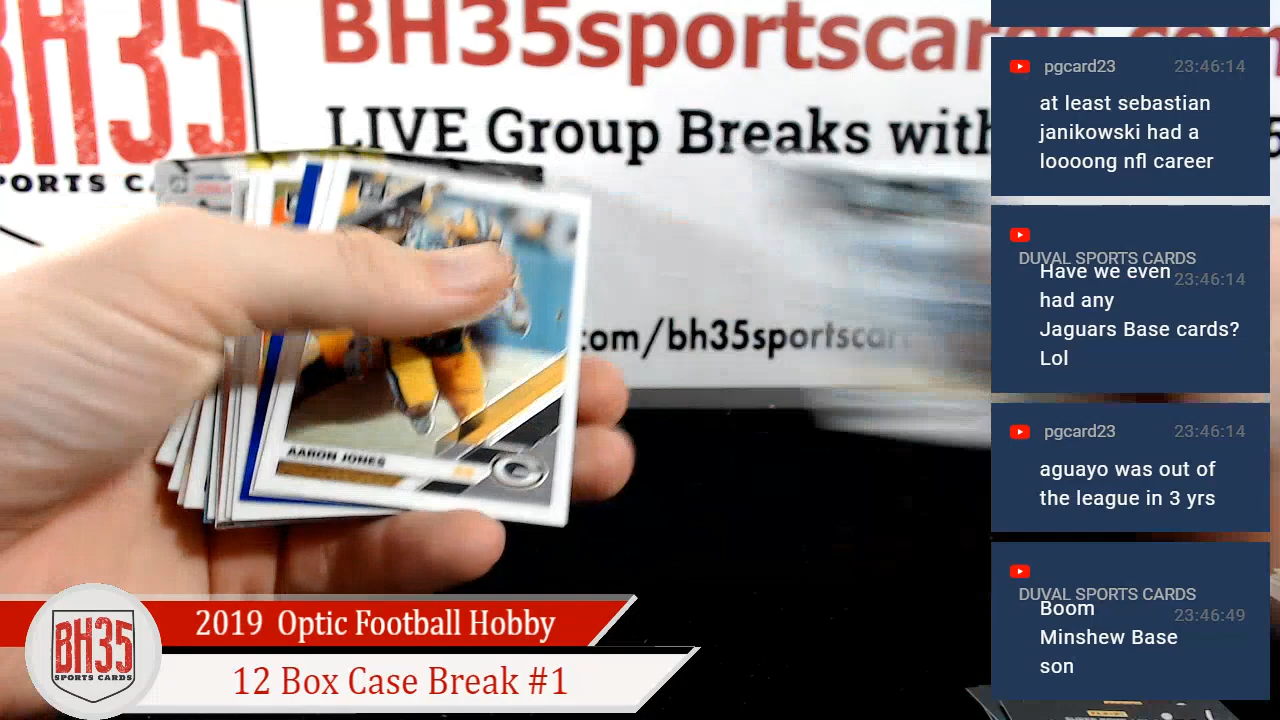 BH35sportscards.com
BH35
SPORTS C
LIVE Group Breaks with
.com/bh35sportscar
AARON JONES
G
pgcard23 23:46:14
at least sebastian
janikowski had a
loooong nfl career
DUVAL SPORTS CARDS
23:46:14
Have we even
had any
Jaguars Base cards?
Lol
pgcard23 23:46:14
aguayo was out of
the league in 3 yrs
DUVAL SPORTS CARDS
23:46:49
Boom
Minshew Base
son
BH35
SPORTS CARDS
2019 Optic Football Hobby
12 Box Case Break #1